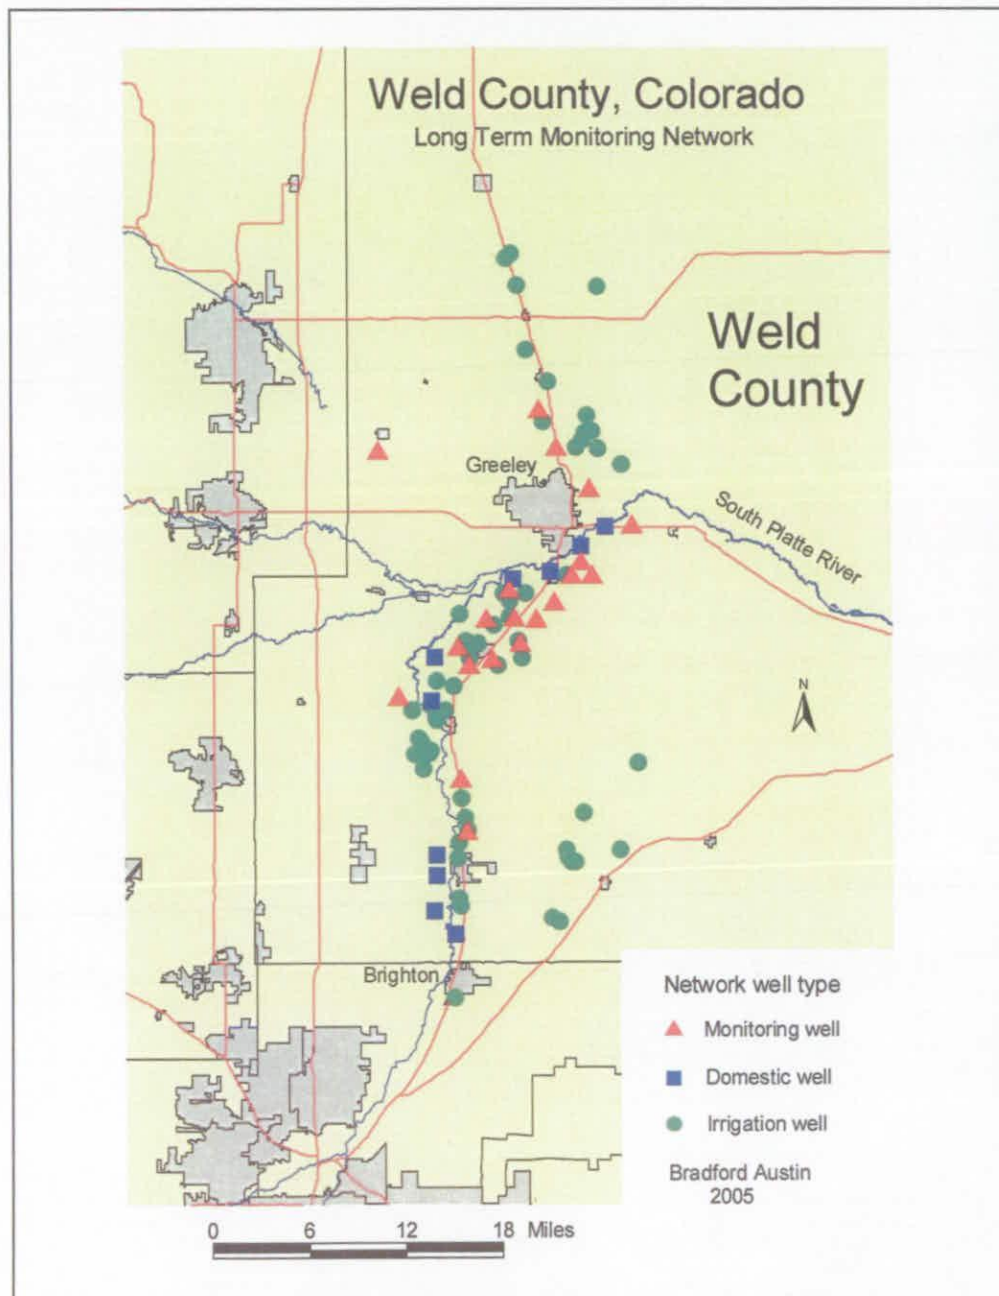 Weld County, Colorado
Long Term Monitoring Network
Weld
County
Greeley
South Platte River
N
Brighton
Network well type
Monitoring well
Domestic well
Irrigation well
Bradford Austin
2005
0 6 12 18 Miles